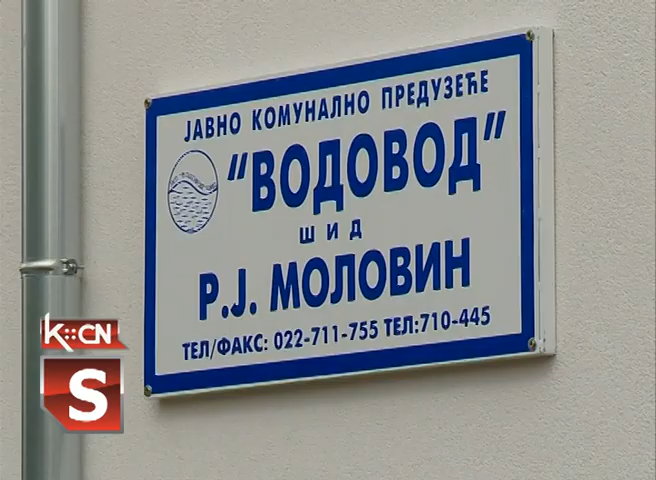 ЈАВНО КОМУНАЛНО ПРЕДУЗЕЋЕ
"ВОДОВОД"
ШИД
Р.Ј. МОЛОВИН
ТЕЛ/ФАКС: 022-711-755 ТЕЛ:710-445
K::CN
S